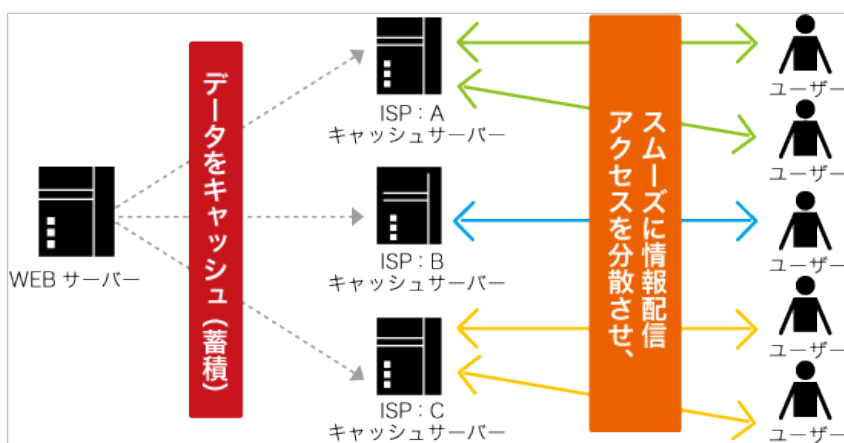 WEB サーバー
データをキャッシュ（蓄積）
ISP：A
キャッシュサーバー
ISP：B
キャッシュサーバー
ISP：C
キャッシュサーバー
アクセスを分散させ、
スムーズに情報配信
ユーザー
ユーザー
ユーザー
ユーザー
ユーザー